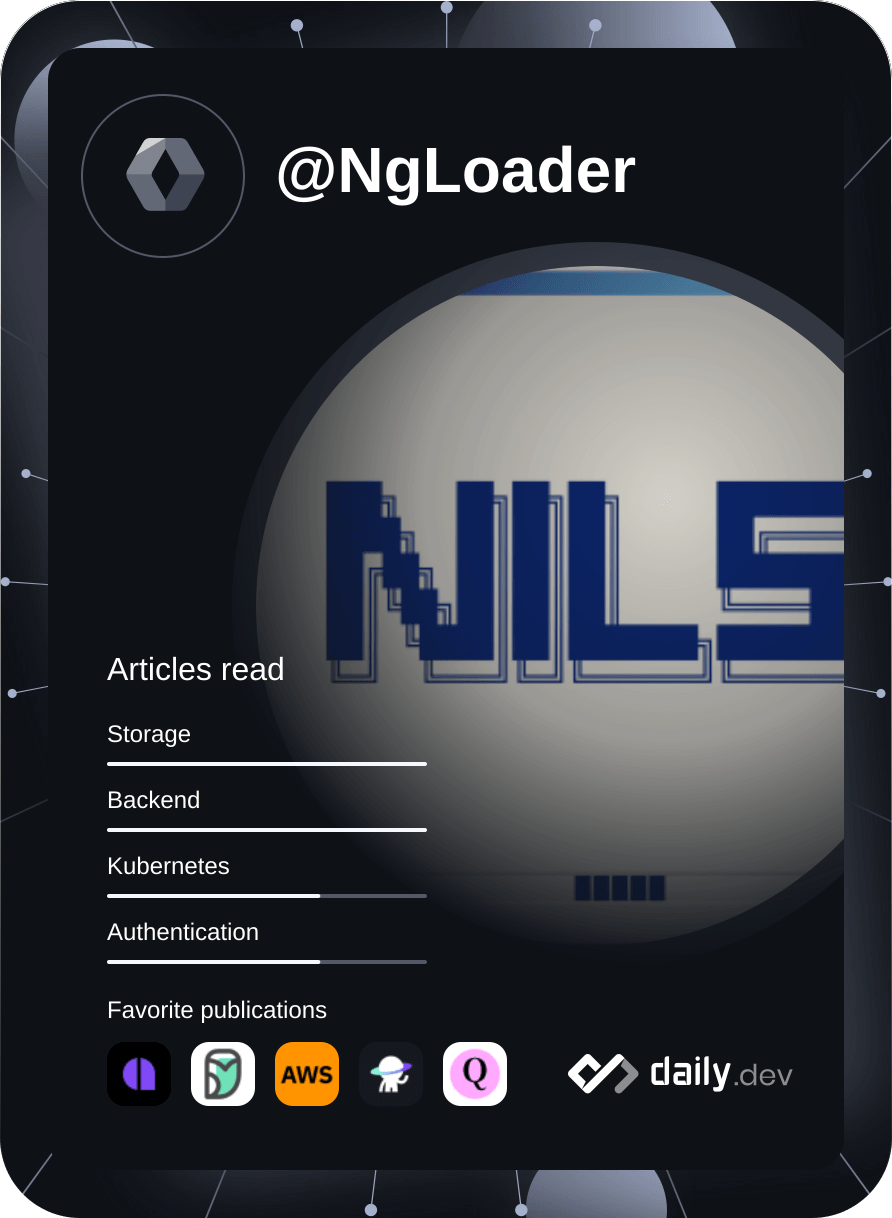 @NgLoader
NILS
Articles read
Storage
Backend
Kubernetes
Authentication
Favorite publications
AWS
Q
daily.dev